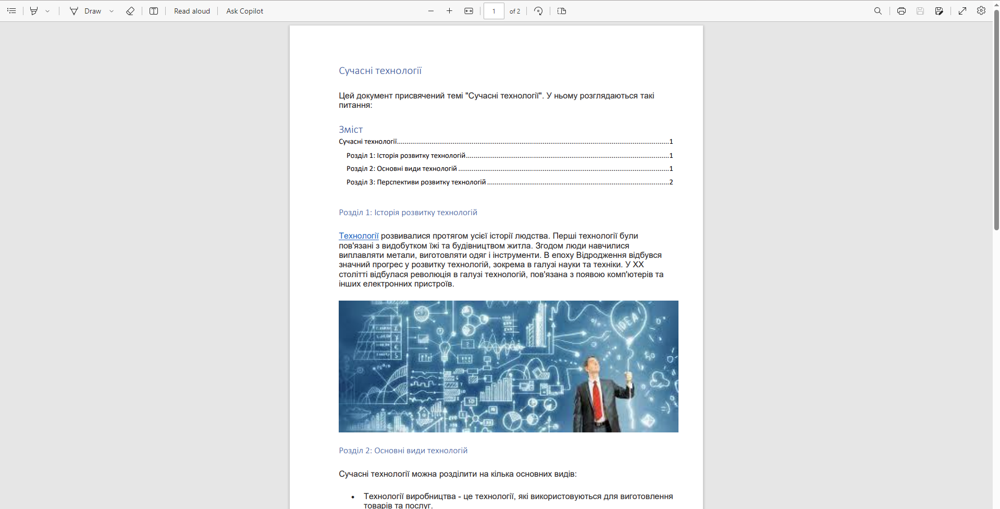 Draw
Read aloud
Ask Copilot
1
of 2
Сучасні технології
Цей документ присвячений темі "Сучасні технології". У ньому розглядаються такі
питання:
Зміст
Сучасні технології.............................................................................................................................................1
Розділ 1: Історія розвитку технологій.........................................................................................................1
Розділ 2: Основні види технологій .............................................................................................................1
Розділ 3: Перспективи розвитку технологій ..............................................................................................2
Розділ 1: Історія розвитку технологій
Технології розвивалися протягом усієї історії людства. Перші технології були
пов'язані з видобутком їжі та будівництвом житла. Згодом люди навчилися
виплавляти метали, виготовляти одяг і інструменти. В епоху Відродження відбувся
значний прогрес у розвитку технологій, зокрема в галузі науки та техніки. У XX
столітті відбулася революція в галузі технологій, пов'язана з появою комп'ютерів та
інших електронних пристроїв.
IDEA!
Розділ 2: Основні види технологій
Сучасні технології можна розділити на кілька основних видів:
• Технології виробництва - це технології, які використовуються для виготовлення
товарів та послуг.